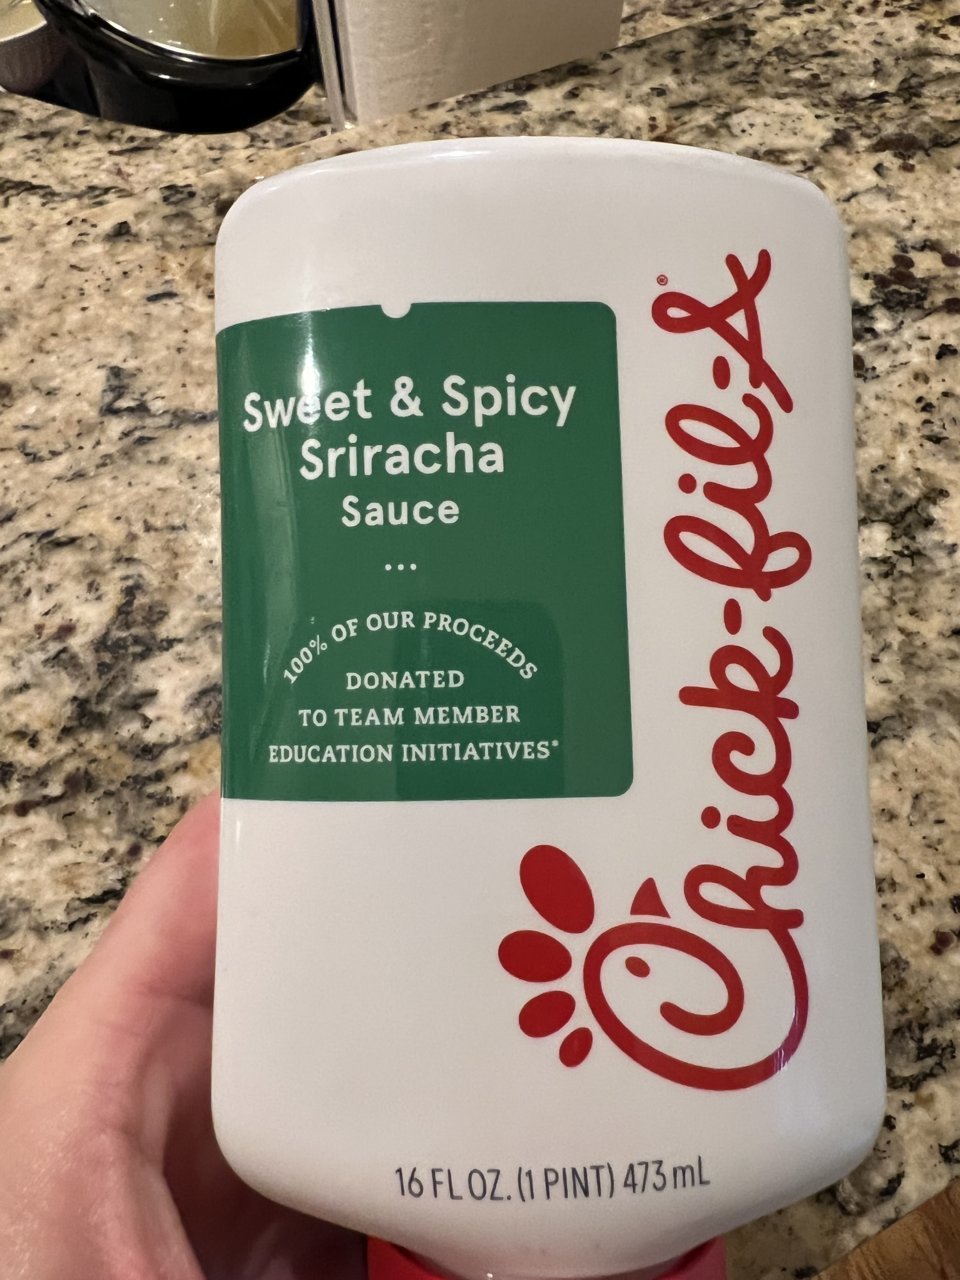 Sweet & Spicy
Sriracha
Sauce
...
100% OF OUR PROCEEDS
DONATED
TO TEAM MEMBER
EDUCATION INITIATIVES*
Chick-fil-A®
16 FL OZ. (1 PINT) 473 mL